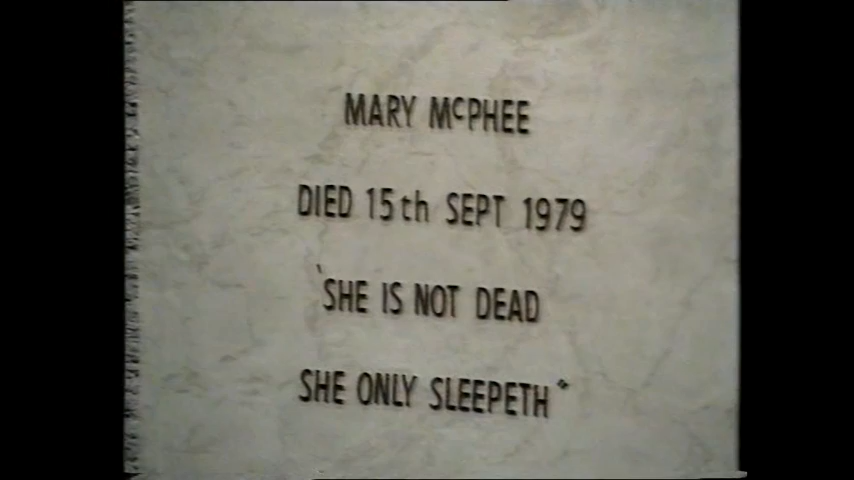 MARY McPHEE
DIED 15th SEPT 1979
'SHE IS NOT DEAD
SHE ONLY SLEEPETH"